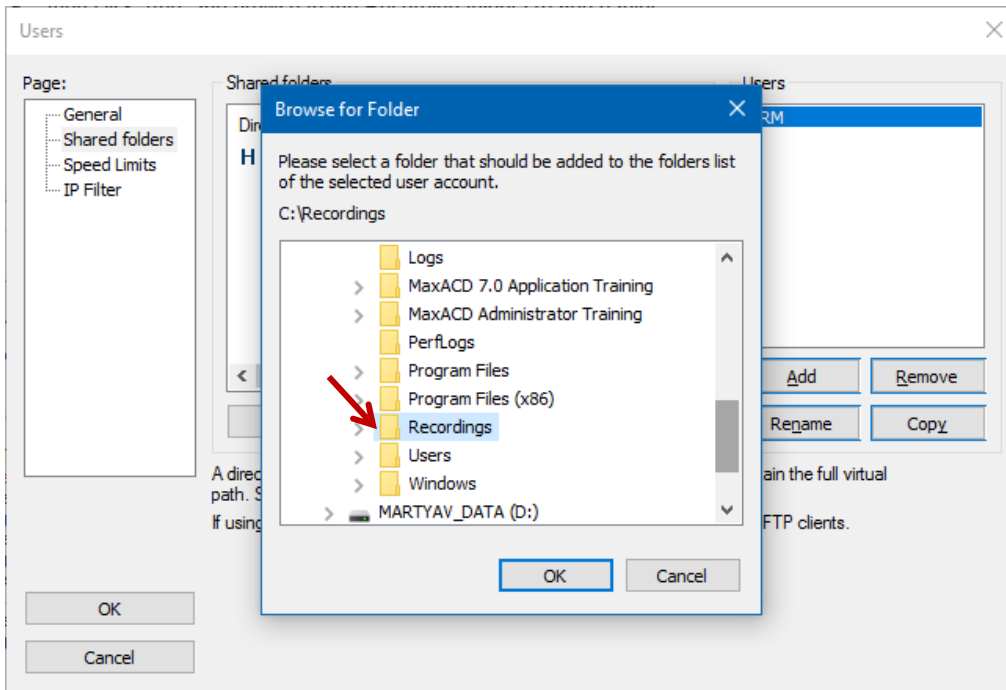 Users
Page:
General
Shared folders
Speed Limits
IP Filter
OK
Cancel
Shared folders
H
Browse for Folder
Please select a folder that should be added to the folders list
of the selected user account.
C:\Recordings
Logs
MaxACD 7.0 Application Training
MaxACD Administrator Training
PerfLogs
Program Files
Program Files (x86)
Recordings
Users
Windows
MARTYAV_DATA (D:)
OK
Cancel
Users
RM
Add
Remove
Rename
Copy
A direc
ain the full virtual
path. S
If using
FTP clients.